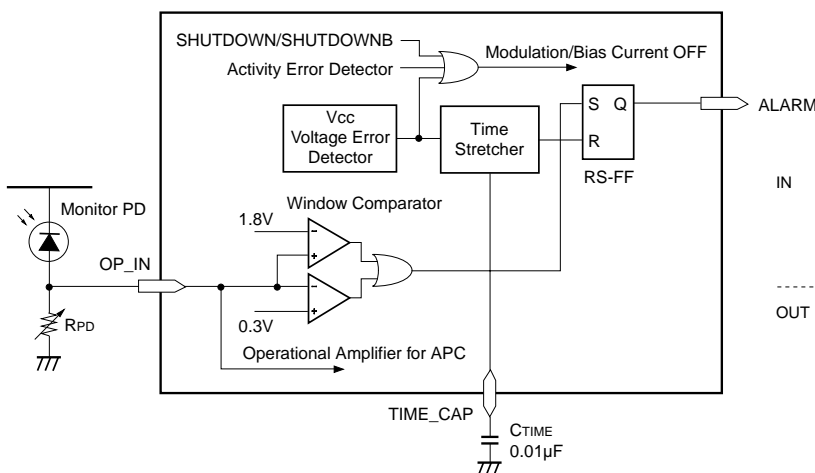 SHUTDOWN/SHUTDOWNB
Modulation/Bias Current OFF
Activity Error Detector
Vcc
Voltage Error
Detector
Time
Stretcher
S Q
R
RS-FF
ALARM
IN
OUT
Monitor PD
Window Comparator
1.8V
-
+
OP_IN
-
+
0.3V
RPD
Operational Amplifier for APC
TIME_CAP
CTIME
0.01µF